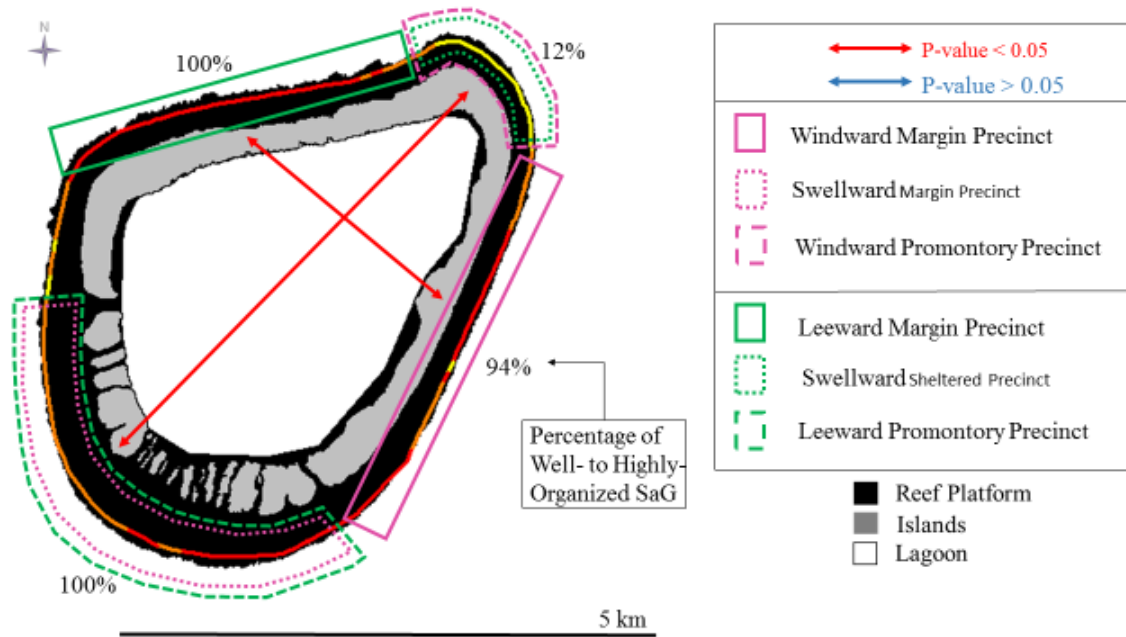 N
100%
12%
94%
100%
Percentage of
Well- to Highly-
Organized SaG
5 km
P-value < 0.05
P-value > 0.05
Windward Margin Precinct
Swellward Margin Precinct
Windward Promontory Precinct
Leeward Margin Precinct
Swellward Sheltered Precinct
Leeward Promontory Precinct
Reef Platform
Islands
Lagoon